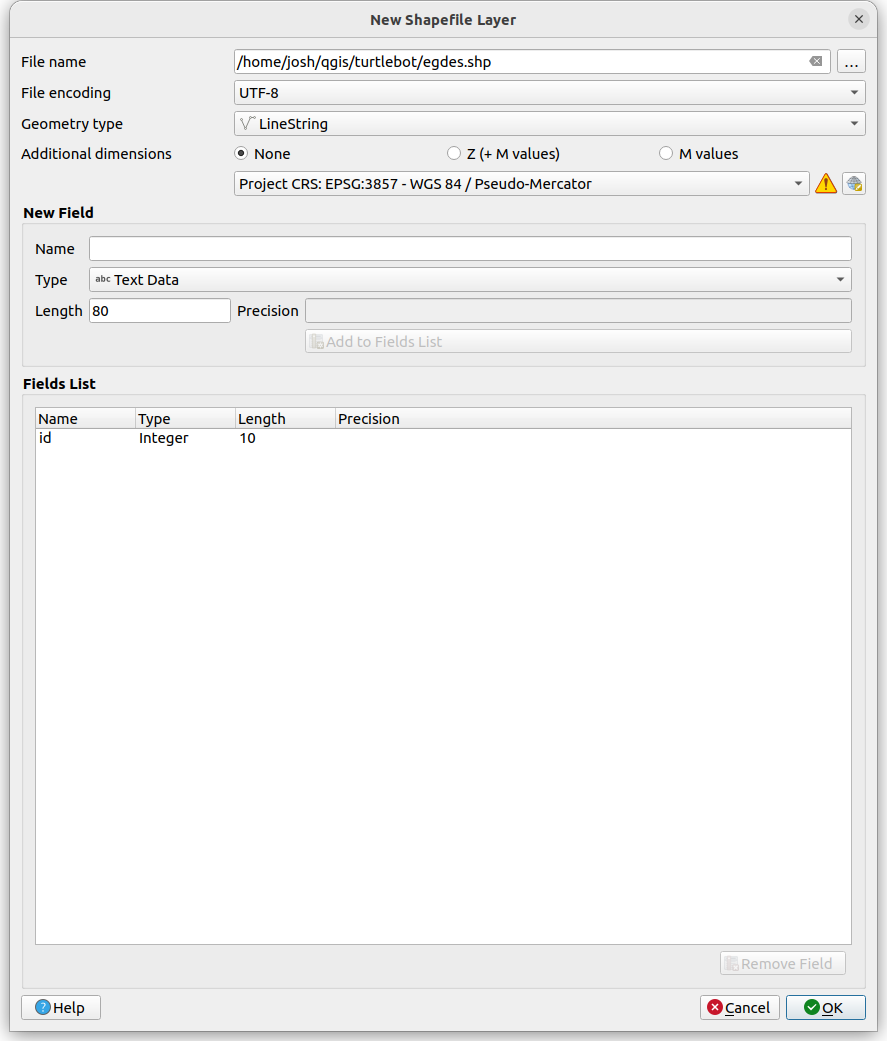 New Shapefile Layer
File name /home/josh/qgis/turtlebot/egdes.shp ...
File encoding UTF-8
Geometry type LineString
Additional dimensions None Z (+ M values) M values
Project CRS: EPSG:3857 - WGS 84 / Pseudo-Mercator
New Field
Name
Type abc Text Data
Length 80 Precision
Add to Fields List
Fields List
Name Type Length Precision
id Integer 10
Remove Field
Help Cancel OK